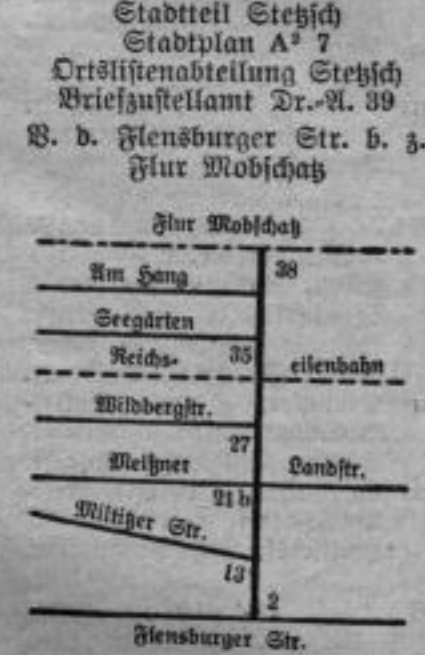 Stadtteil Stetzsch
Stadtplan A² 7
Ortslistenabteilung Stetzsch
Briefzustellamt Dr.-A. 39
V. d. Flensburger Str. b. z.
Flur Mobschatz
Flur Mobschatz
Am Hang 38
Seegärten
Reichs- 35 eisenbahn
Wildbergstr.
27
Meißner Landstr.
21 b
Miltitzer Str.
13
2
Flensburger Str.